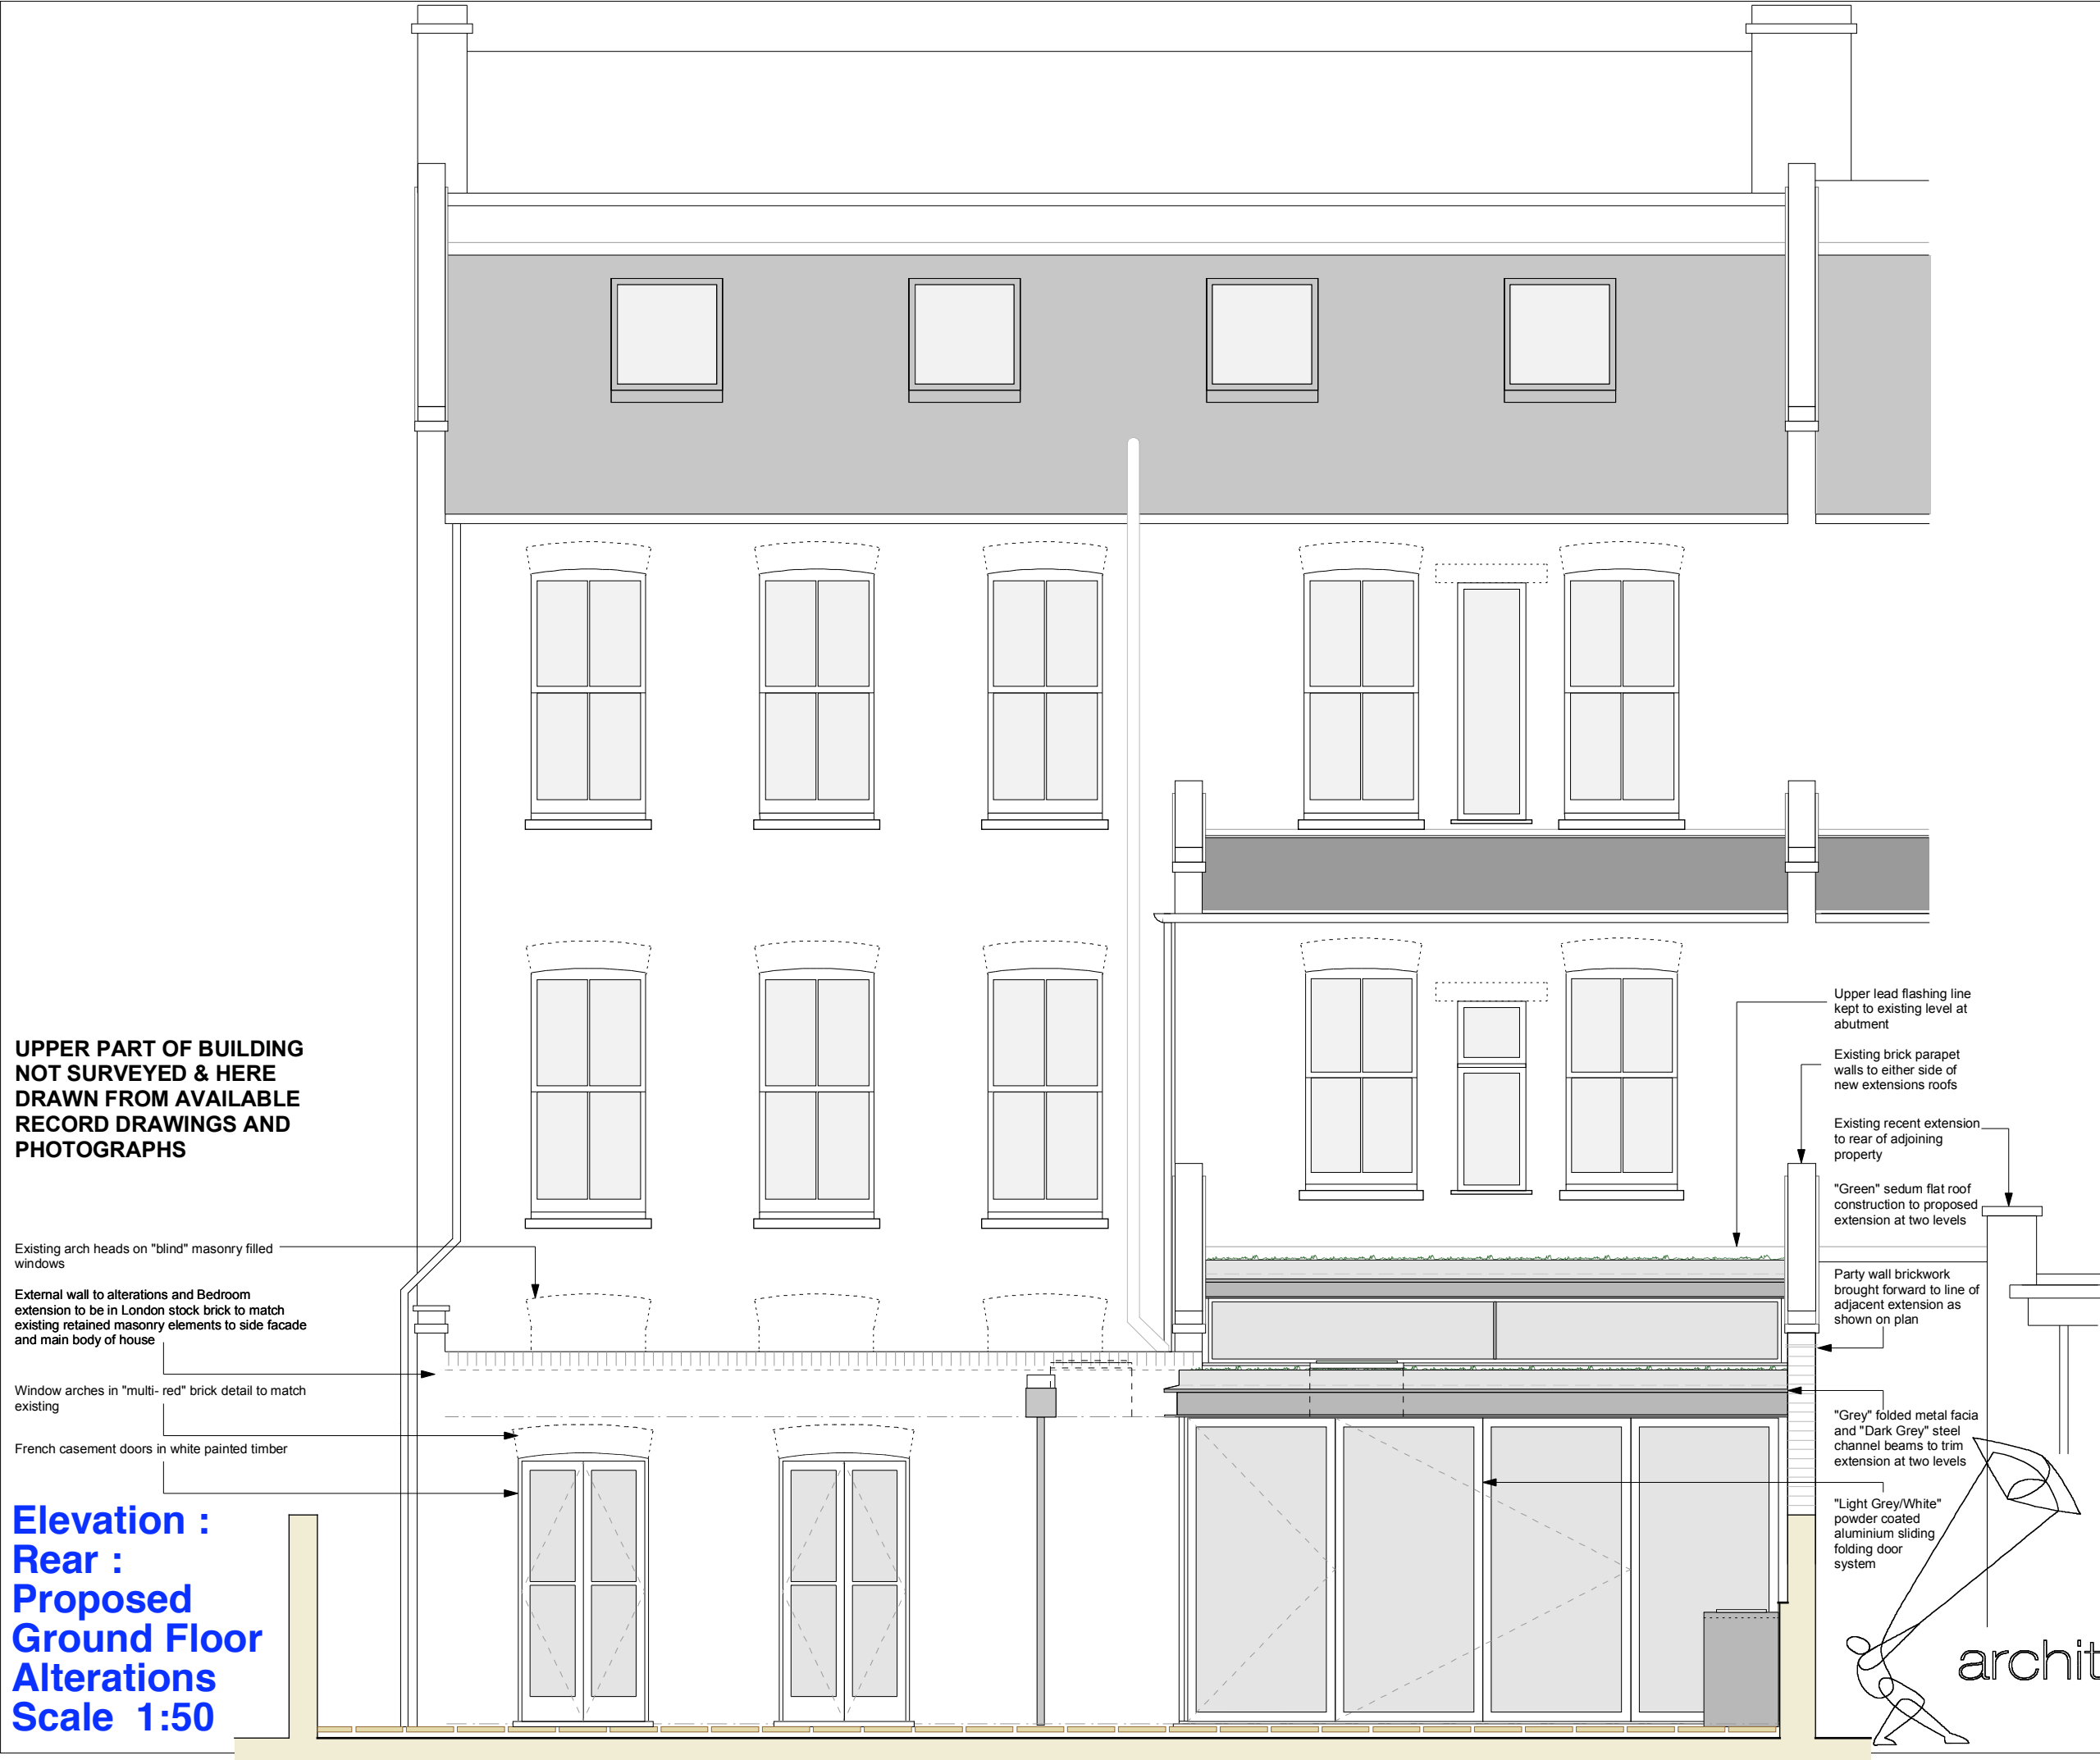 UPPER PART OF BUILDING
NOT SURVEYED & HERE
DRAWN FROM AVAILABLE
RECORD DRAWINGS AND
PHOTOGRAPHS
Existing arch heads on "blind" masonry filled
windows
External wall to alterations and Bedroom
extension to be in London stock brick to match
existing retained masonry elements to side facade
and main body of house
Window arches in "multi- red" brick detail to match
existing
French casement doors in white painted timber
Elevation :
Rear :
Proposed
Ground Floor
Alterations
Scale 1:50
Upper lead flashing line
kept to existing level at
abutment
Existing brick parapet
walls to either side of
new extensions roofs
Existing recent extension
to rear of adjoining
property
"Green" sedum flat roof
construction to proposed
extension at two levels
Party wall brickwork
brought forward to line of
adjacent extension as
shown on plan
"Grey" folded metal facia
and "Dark Grey" steel
channel beams to trim
extension at two levels
"Light Grey/White"
powder coated
aluminium sliding
folding door
system
archit